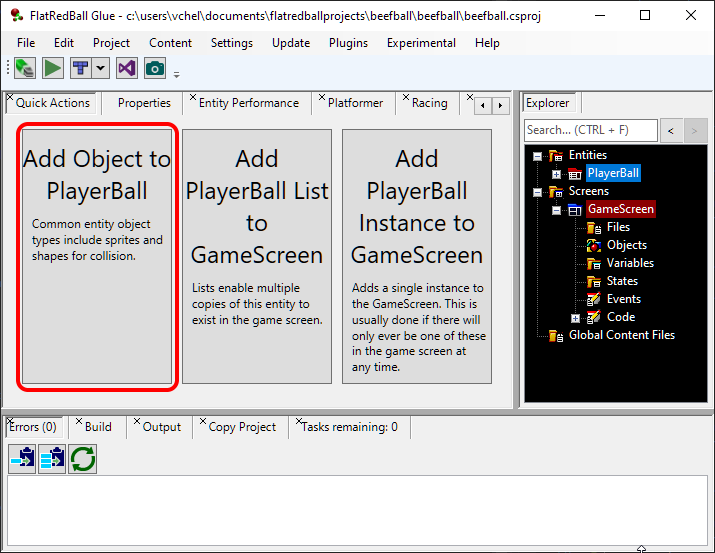 FlatRedBall Glue - c:\users\vchel\documents\flatredballprojects\beefball\beefball\beefball.csproj
File Project Content Settings Update Plugins Experimental Help
Quick Actions Properties Entity Performance Platformer Racing
Explorer
Search... (CTRL + F) < >
Add Object to
PlayerBall
Common entity object
types include sprites and
shapes for collision.
Add
PlayerBall List
to
GameScreen
Lists enable multiple
copies of this entity to
exist in the game screen.
Add
PlayerBall
Instance to
GameScreen
Adds a single instance to
the GameScreen. This is
usually done if there will
only ever be one of these
in the game screen at
any time.
Entities
PlayerBall
Screens
GameScreen
Files
Objects
Variables
States
Events
Code
Global Content Files
Errors (0) Build Output Copy Project Tasks remaining: 0